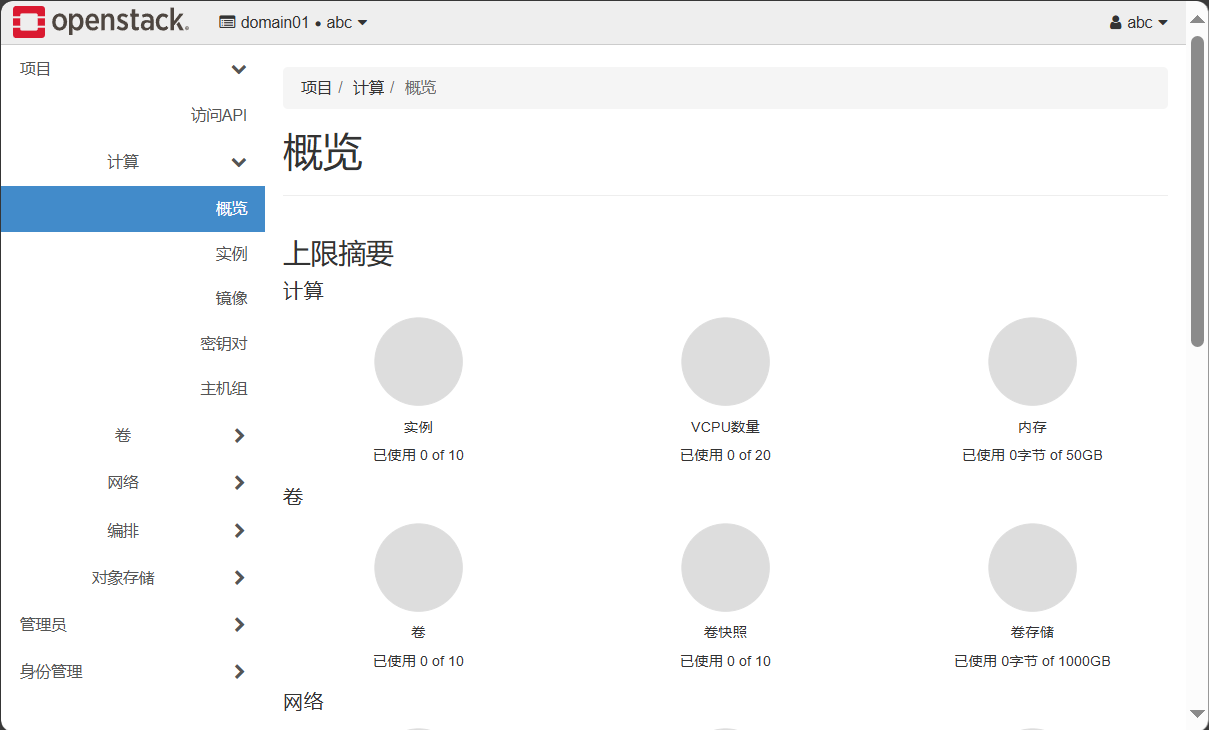 openstack. domain01 • abc abc
项目
访问API
计算
概览
实例
镜像
密钥对
主机组
卷
网络
编排
对象存储
管理员
身份管理
项目 / 计算 / 概览
概览
上限摘要
计算
实例 VCPU数量 内存
已使用 0 of 10 已使用 0 of 20 已使用 0字节 of 50GB
卷
卷 卷快照 卷存储
已使用 0 of 10 已使用 0 of 10 已使用 0字节 of 1000GB
网络